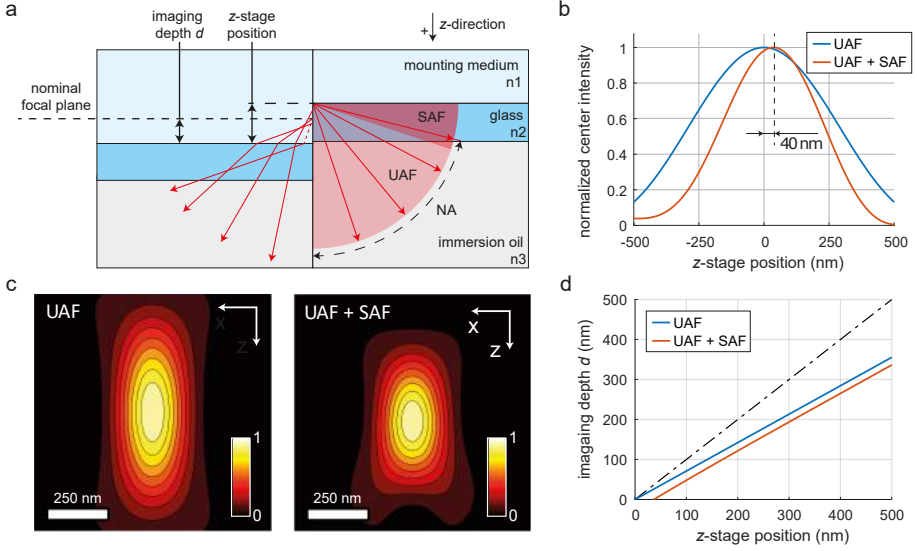 a
imaging
depth d
z-stage
position
+
z-direction
nominal
focal plane
mounting medium
n1
SAF
glass
n2
UAF
NA
immersion oil
n3
b
normalized center intensity
1
0.8
0.6
0.4
0.2
0
UAF
UAF + SAF
40 nm
-500
-250
0
250
500
z-stage position (nm)
c
UAF
x
z
1
0
250 nm
UAF + SAF
x
z
1
0
250 nm
d
imagaing depth d (nm)
500
400
300
200
100
0
UAF
UAF + SAF
0
100
200
300
400
500
z-stage position (nm)